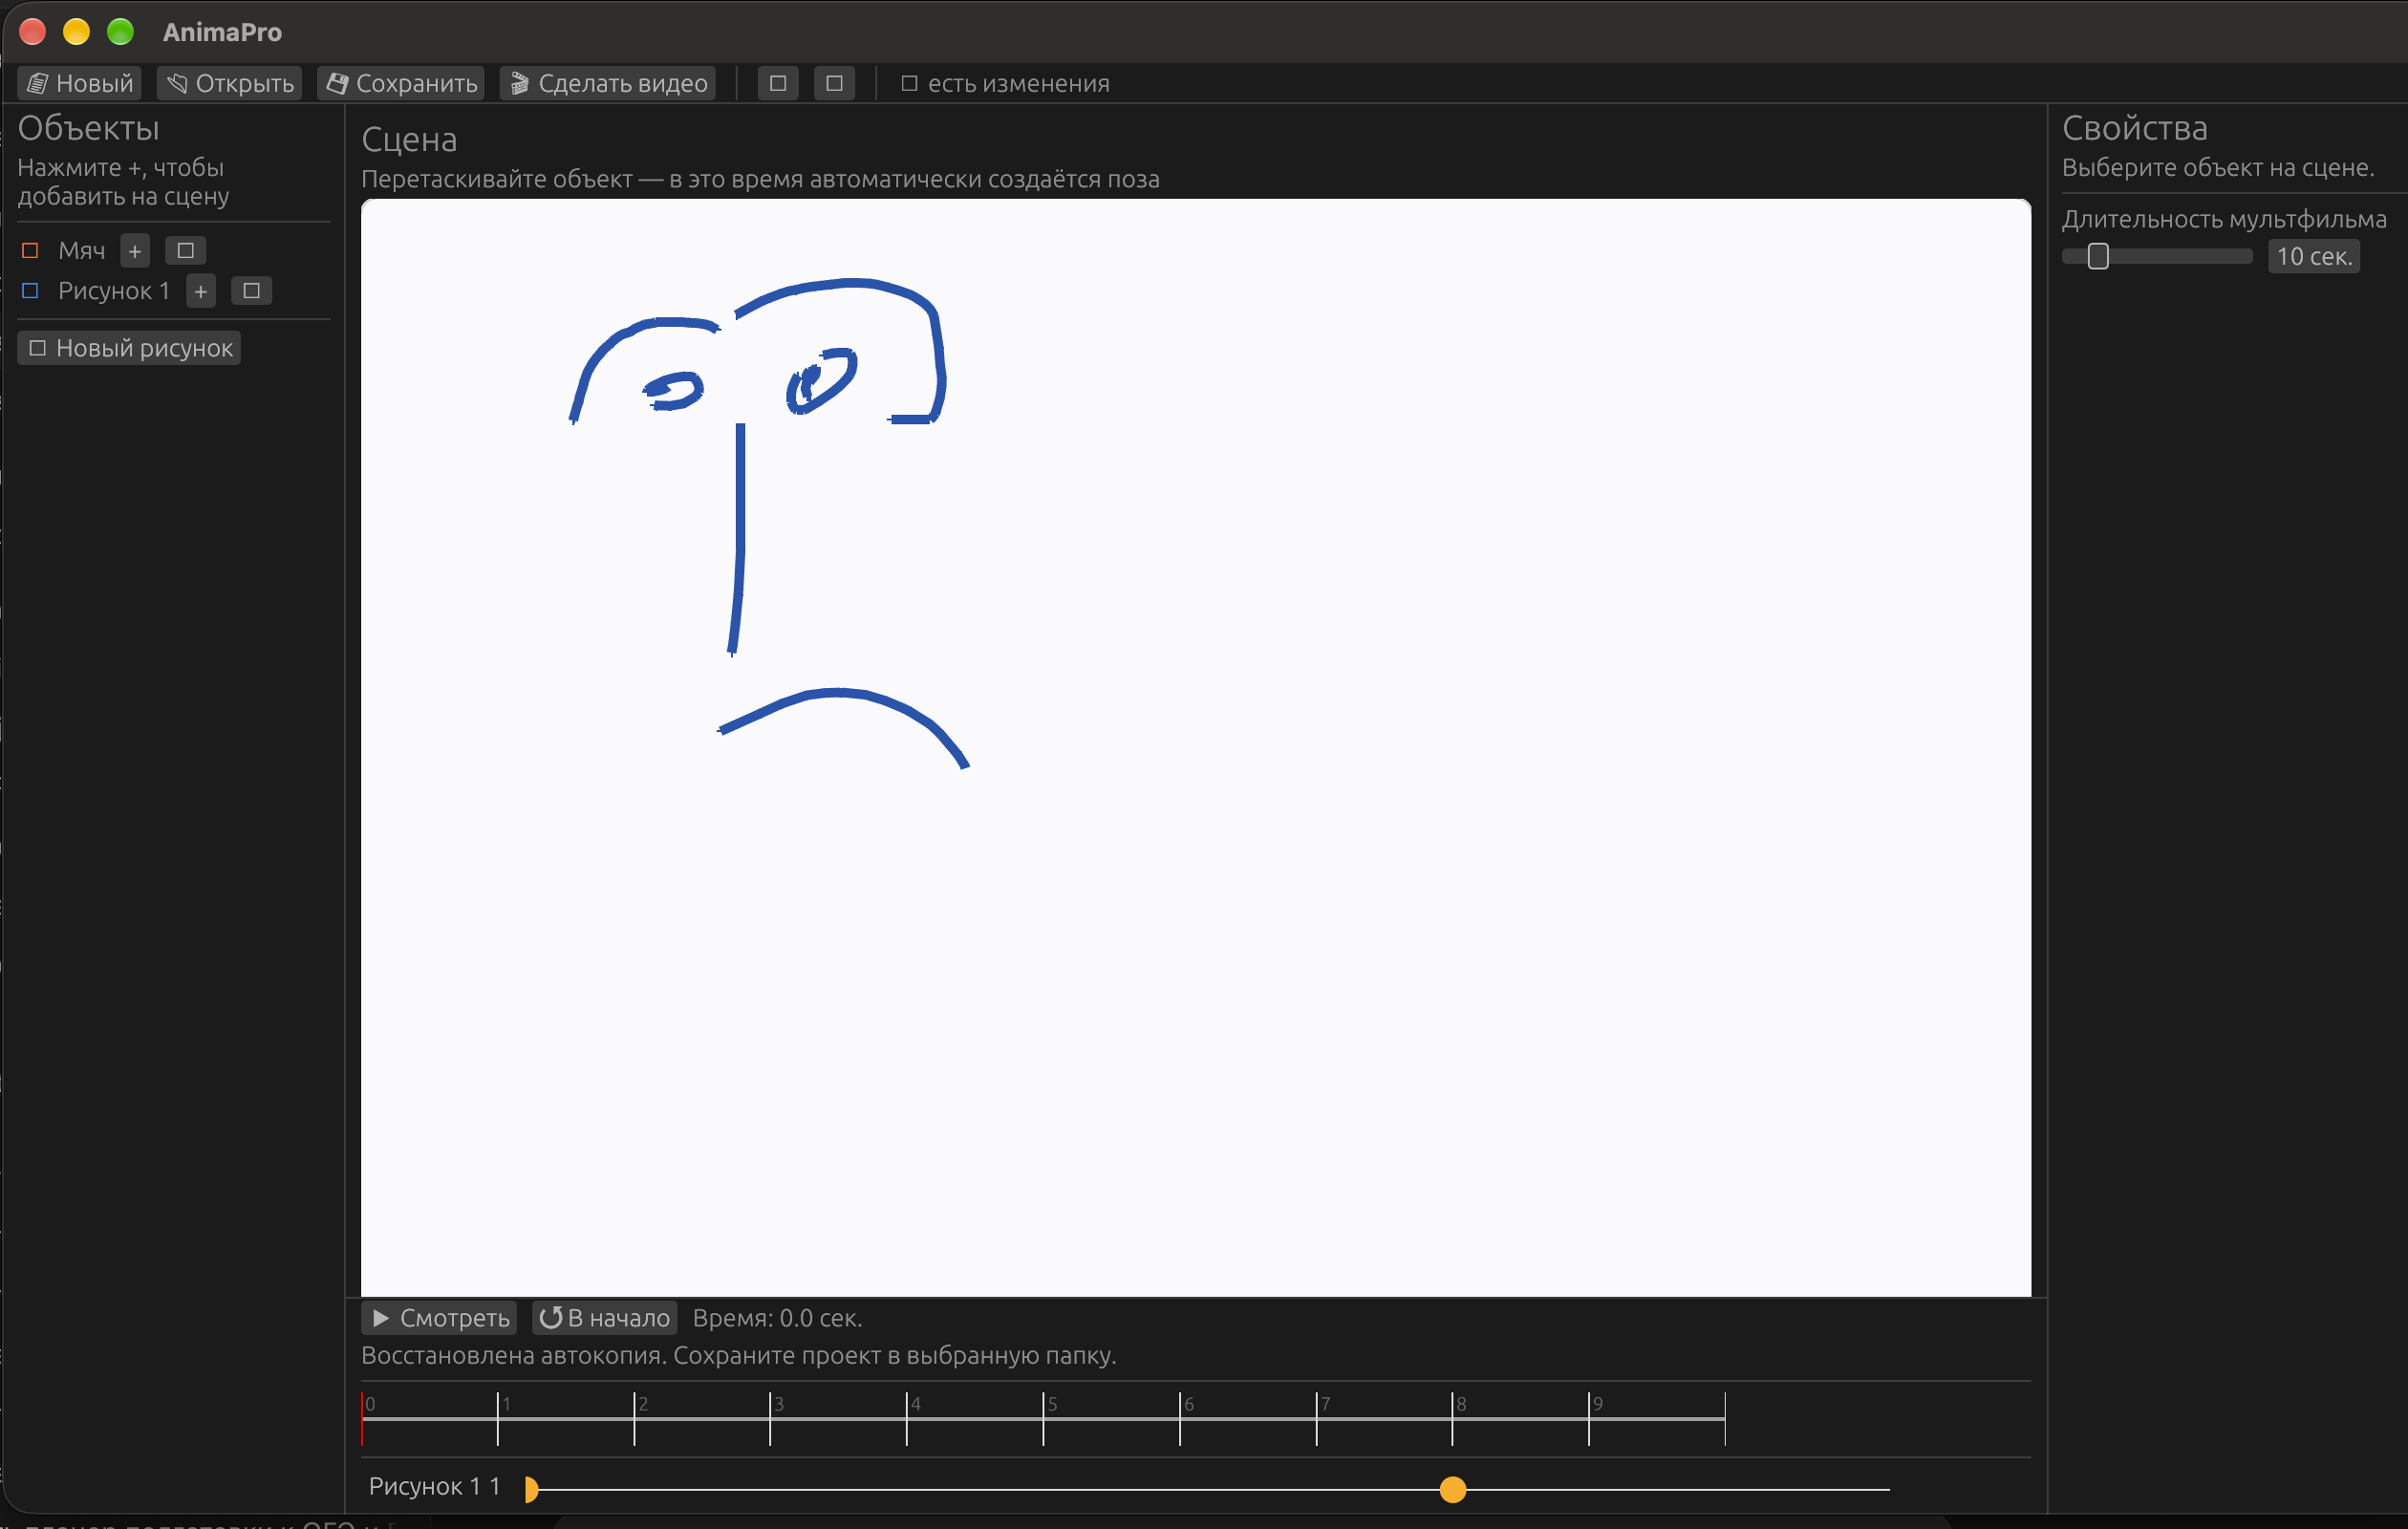 AnimaPro
Новый Открыть Сохранить Сделать видео есть изменения
Объекты
Нажмите +, чтобы
добавить на сцену
Мяч +
Рисунок 1 +
Новый рисунок
Сцена
Перетаскивайте объект — в это время автоматически создаётся поза
Свойства
Выберите объект на сцене.
Длительность мультфильма
10 сек.
Смотреть В начало Время: 0.0 сек.
Восстановлена автокопия. Сохраните проект в выбранную папку.
0 1 2 3 4 5 6 7 8 9
Рисунок 1 1